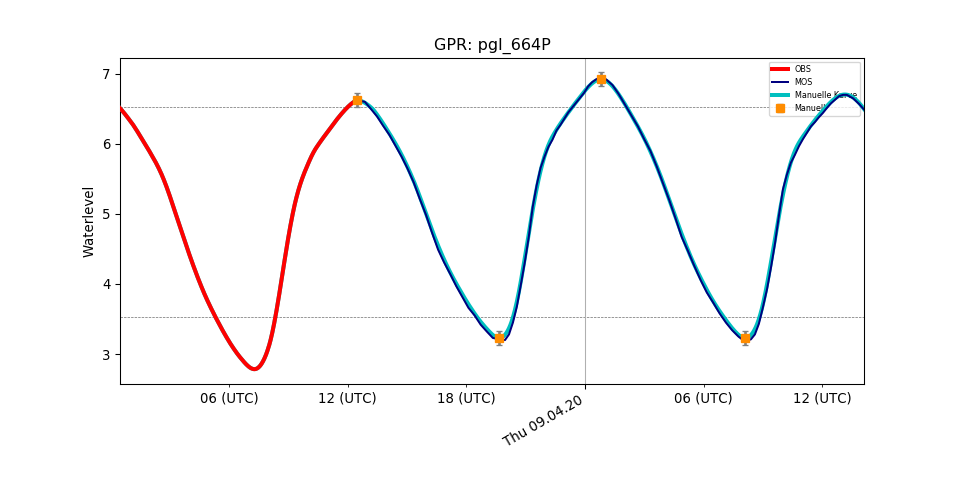 GPR: pgl_664P
Waterlevel
7
6
5
4
3
OBS
MOS
Manuelle Kurve
06 (UTC)
12 (UTC)
18 (UTC)
Thu 09.04.20
06 (UTC)
12 (UTC)